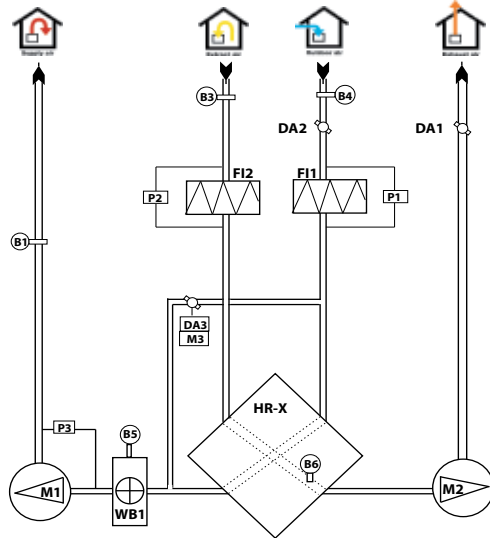 Supply air
Extract air
Outdoor air
Exhaust air
B3
B4
DA2
DA1
FI2
FI1
P2
P1
B1
DA3
M3
HR-X
P3
B5
B6
M1
WB1
M2